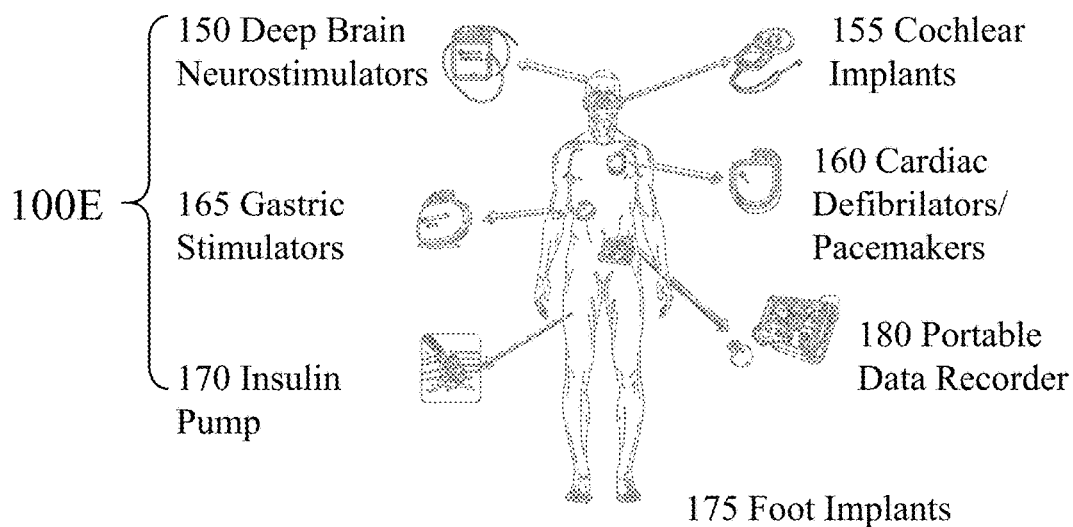 150 Deep Brain
Neurostimulators
155 Cochlear
Implants
100E
165 Gastric
Stimulators
160 Cardiac
Defibrilators/
Pacemakers
170 Insulin
Pump
180 Portable
Data Recorder
175 Foot Implants